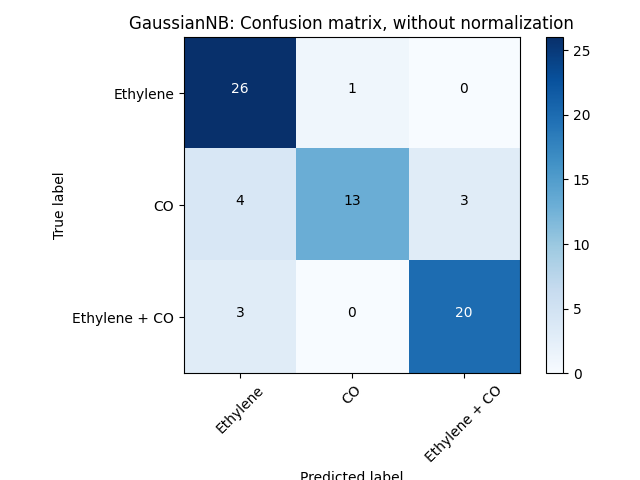 GaussianNB: Confusion matrix, without normalization
True label
Ethylene
26 1 0
CO
4 13 3
Ethylene + CO
3 0 20
Ethylene CO Ethylene + CO
Predicted label
25
20
15
10
5
0